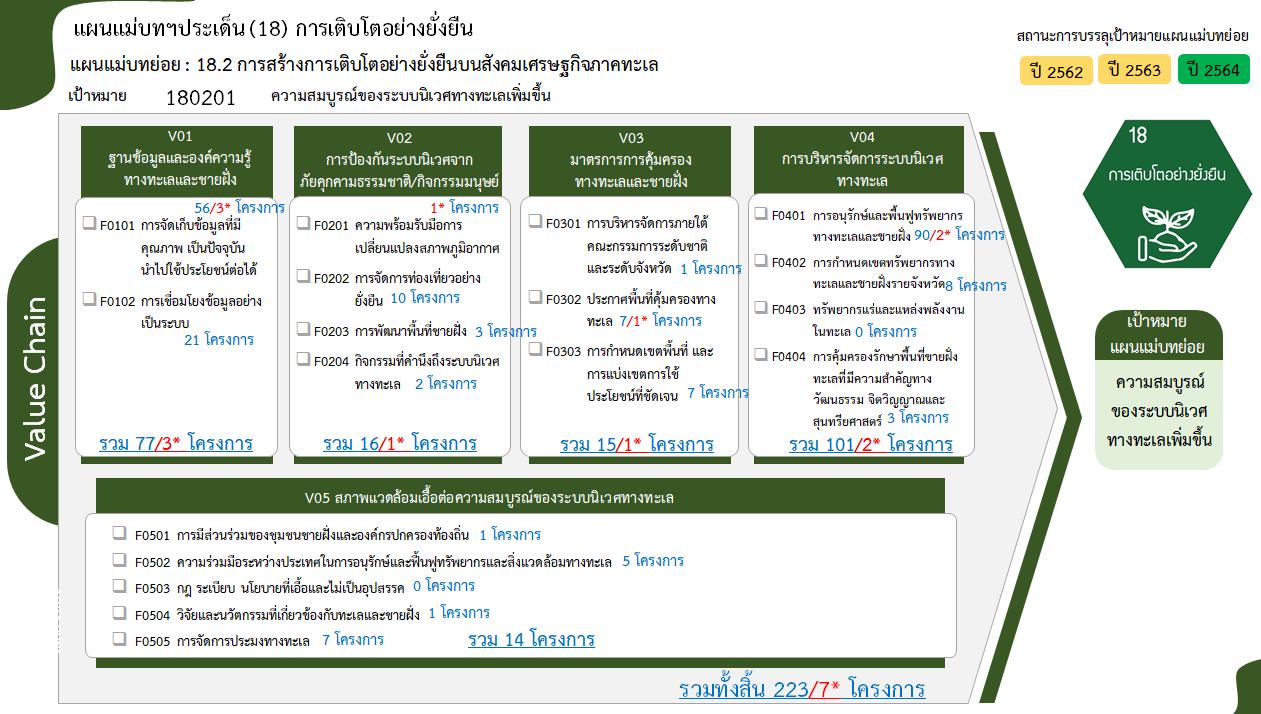 แผนแม่บทฯประเด็น (18) การเติบโตอย่างยั่งยืน
แผนแม่บทย่อย : 18.2 การสร้างการเติบโตอย่างยั่งยืนบนสังคมเศรษฐกิจภาคทะเล
เป้าหมาย 180201 ความสมบูรณ์ของระบบนิเวศทางทะเลเพิ่มขึ้น
สถานะการบรรลุเป้าหมายแผนแม่บทย่อย
ปี 2562 ปี 2563 ปี 2564
Value Chain
V01
ฐานข้อมูลและองค์ความรู้
ทางทะเลและชายฝั่ง
56/3* โครงการ
F0101 การจัดเก็บข้อมูลที่มี
คุณภาพ เป็นปัจจุบัน
นำไปใช้ประโยชน์ต่อได้
F0102 การเชื่อมโยงข้อมูลอย่าง
เป็นระบบ
21 โครงการ
รวม 77/3* โครงการ
V02
การป้องกันระบบนิเวศจาก
ภัยคุกคามธรรมชาติ/กิจกรรมมนุษย์
1* โครงการ
F0201 ความพร้อมรับมือการ
เปลี่ยนแปลงสภาพภูมิอากาศ
F0202 การจัดการท่องเที่ยวอย่าง
ยั่งยืน 10 โครงการ
F0203 การพัฒนาพื้นที่ชายฝั่ง 3 โครงการ
F0204 กิจกรรมที่คำนึงถึงระบบนิเวศ
ทางทะเล 2 โครงการ
รวม 16/1* โครงการ
V03
มาตรการการคุ้มครอง
ทางทะเลและชายฝั่ง
F0301 การบริหารจัดการภายใต้
คณะกรรมการระดับชาติ
และระดับจังหวัด 1 โครงการ
F0302 ประกาศพื้นที่คุ้มครองทาง
ทะเล 7/1* โครงการ
F0303 การกำหนดเขตพื้นที่ และ
การแบ่งเขตการใช้
ประโยชน์ที่ชัดเจน 7 โครงการ
รวม 15/1* โครงการ
V04
การบริหารจัดการระบบนิเวศ
ทางทะเล
F0401 การอนุรักษ์และฟื้นฟูทรัพยากร
ทางทะเลและชายฝั่ง 90/2* โครงการ
F0402 การกำหนดเขตทรัพยากรทาง
ทะเลและชายฝั่งรายจังหวัด 8 โครงการ
F0403 ทรัพยากรแร่และแหล่งพลังงาน
ในทะเล 0 โครงการ
F0404 การคุ้มครองรักษาพื้นที่ชายฝั่ง
ทะเลที่มีความสำคัญทาง
วัฒนธรรม จิตวิญญาณและ
สุนทรียศาสตร์ 3 โครงการ
รวม 101/2* โครงการ
V05 สภาพแวดล้อมเอื้อต่อความสมบูรณ์ของระบบนิเวศทางทะเล
F0501 การมีส่วนร่วมของชุมชนชายฝั่งและองค์กรปกครองท้องถิ่น 1 โครงการ
F0502 ความร่วมมือระหว่างประเทศในการอนุรักษ์และฟื้นฟูทรัพยากรและสิ่งแวดล้อมทางทะเล 5 โครงการ
F0503 กฎ ระเบียบ นโยบายที่เอื้อและไม่เป็นอุปสรรค 0 โครงการ
F0504 วิจัยและนวัตกรรมที่เกี่ยวข้องกับทะเลและชายฝั่ง 1 โครงการ
F0505 การจัดการประมงทางทะเล 7 โครงการ รวม 14 โครงการ
รวมทั้งสิ้น 223/7* โครงการ
18
การเติบโตอย่างยั่งยืน
เป้าหมาย
แผนแม่บทย่อย
ความสมบูรณ์
ของระบบนิเวศ
ทางทะเลเพิ่มขึ้น